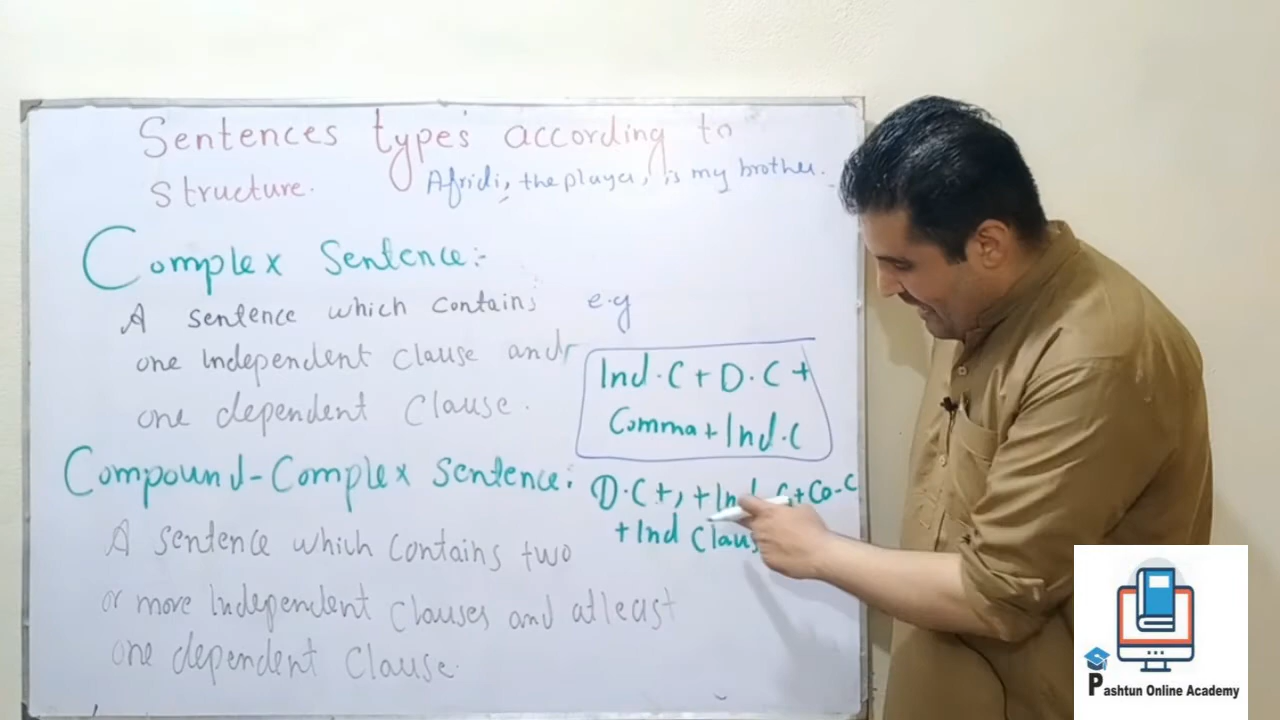 Sentences types according to
structure.
Afridi, the player, is my brother.
Complex Sentence:-
A sentence which contains e.g
one Independent Clause and
one dependent Clause.
Ind.C + D.C +
Comma + Ind.C
Compound-Complex Sentence:
D.C +, + Ind C + Co-C
+ Ind Claus
A sentence which Contains two
or more Independent Clauses and atleast
one dependent Clause.
Pashtun Online Academy